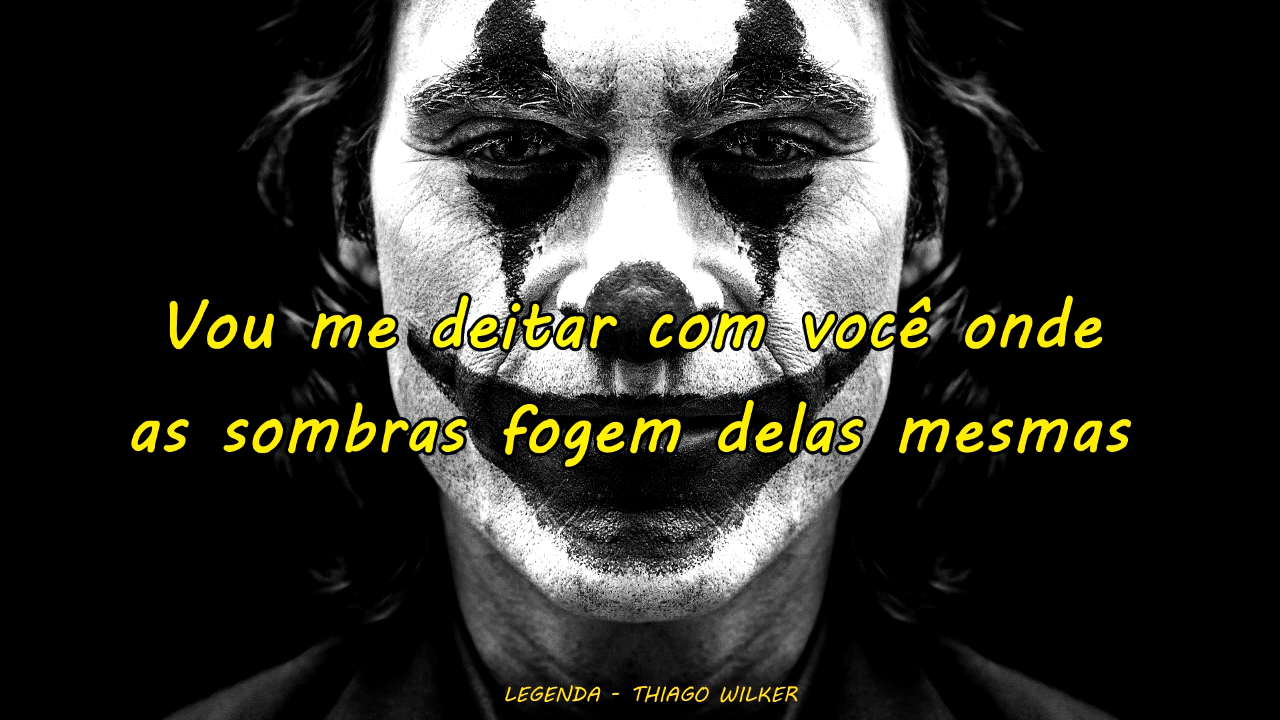 Vou me deitar com você onde
as sombras fogem delas mesmas
LEGENDA - THIAGO WILKER